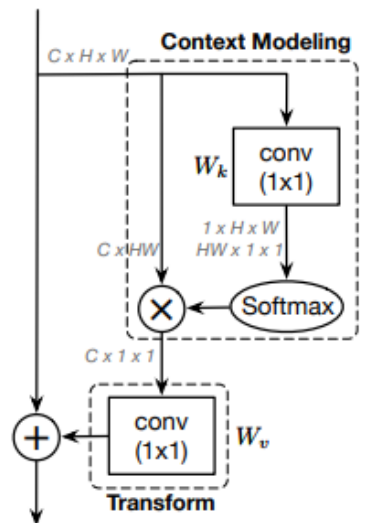 Context Modeling
C x H x W
W_k
conv
(1x1)
1 x H x W
HW x 1 x 1
C x HW
×
Softmax
C x 1 x 1
+
conv
(1x1)
W_v
Transform